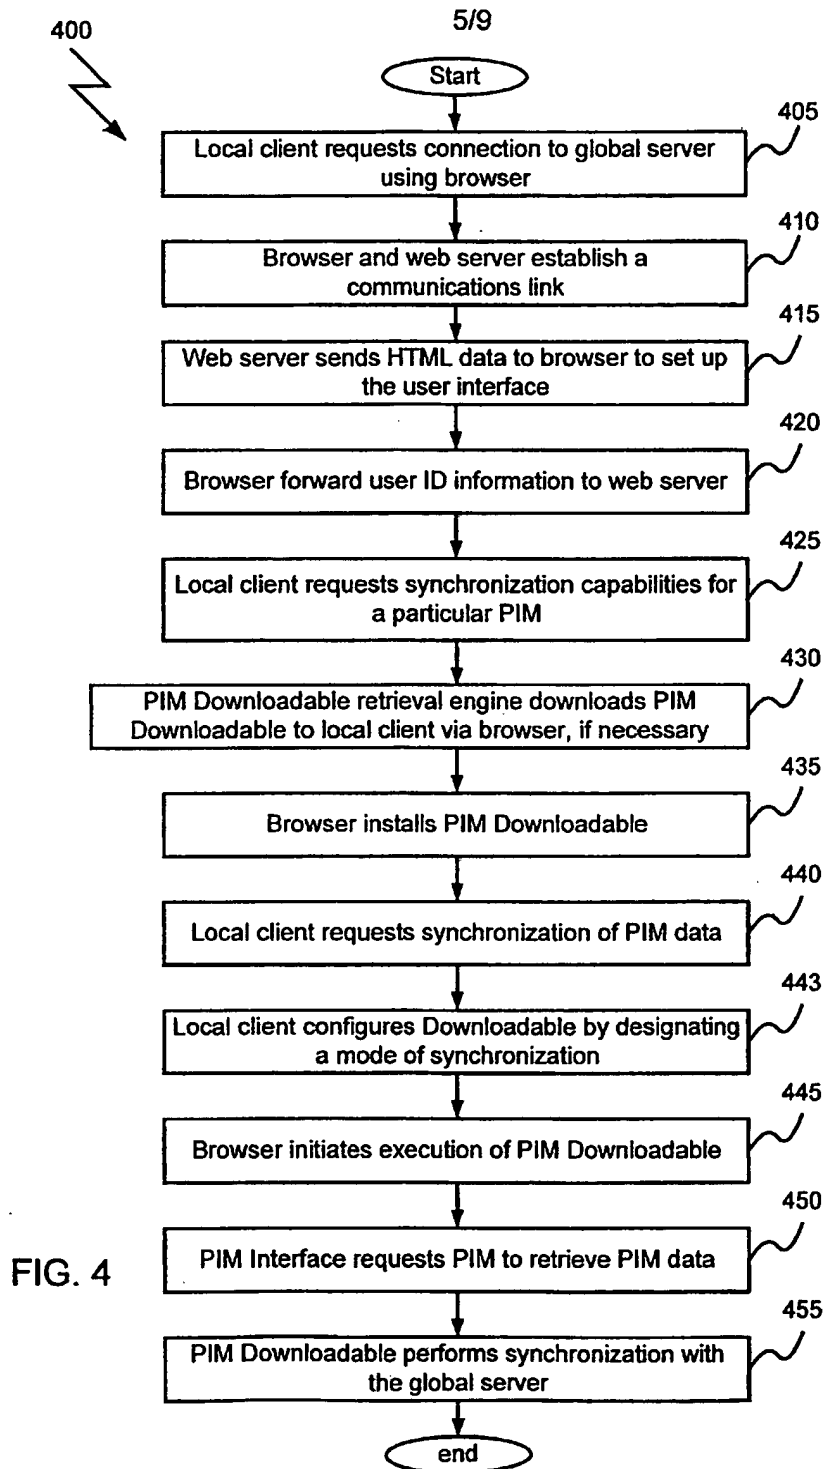 5/9
400
Start
405
Local client requests connection to global server
using browser
410
Browser and web server establish a
communications link
415
Web server sends HTML data to browser to set up
the user interface
420
Browser forward user ID information to web server
425
Local client requests synchronization capabilities for
a particular PIM
430
PIM Downloadable retrieval engine downloads PIM
Downloadable to local client via browser, if necessary
435
Browser installs PIM Downloadable
440
Local client requests synchronization of PIM data
443
Local client configures Downloadable by designating
a mode of synchronization
445
Browser initiates execution of PIM Downloadable
450
PIM Interface requests PIM to retrieve PIM data
FIG. 4
455
PIM Downloadable performs synchronization with
the global server
end